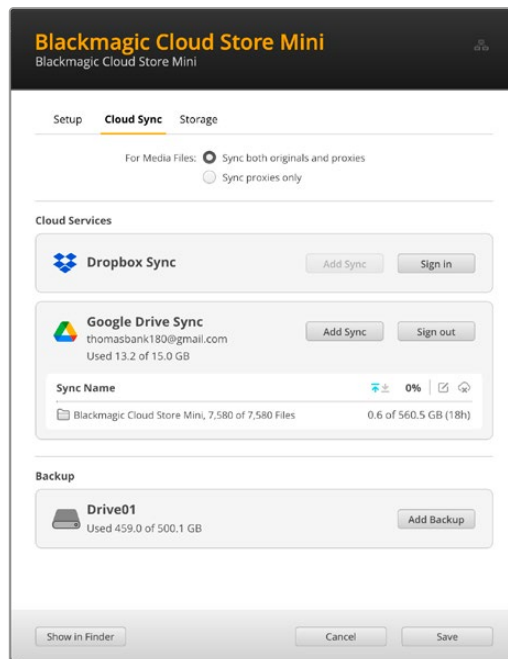 Blackmagic Cloud Store Mini
Blackmagic Cloud Store Mini
Setup Cloud Sync Storage
For Media Files: Sync both originals and proxies
Sync proxies only
Cloud Services
Dropbox Sync Add Sync Sign in
Google Drive Sync
thomasbank180@gmail.com Add Sync Sign out
Used 13.2 of 15.0 GB
Sync Name 0%
Blackmagic Cloud Store Mini, 7,580 of 7,580 Files 0.6 of 560.5 GB (18h)
Backup
Drive01
Used 459.0 of 500.1 GB Add Backup
Show in Finder Cancel Save